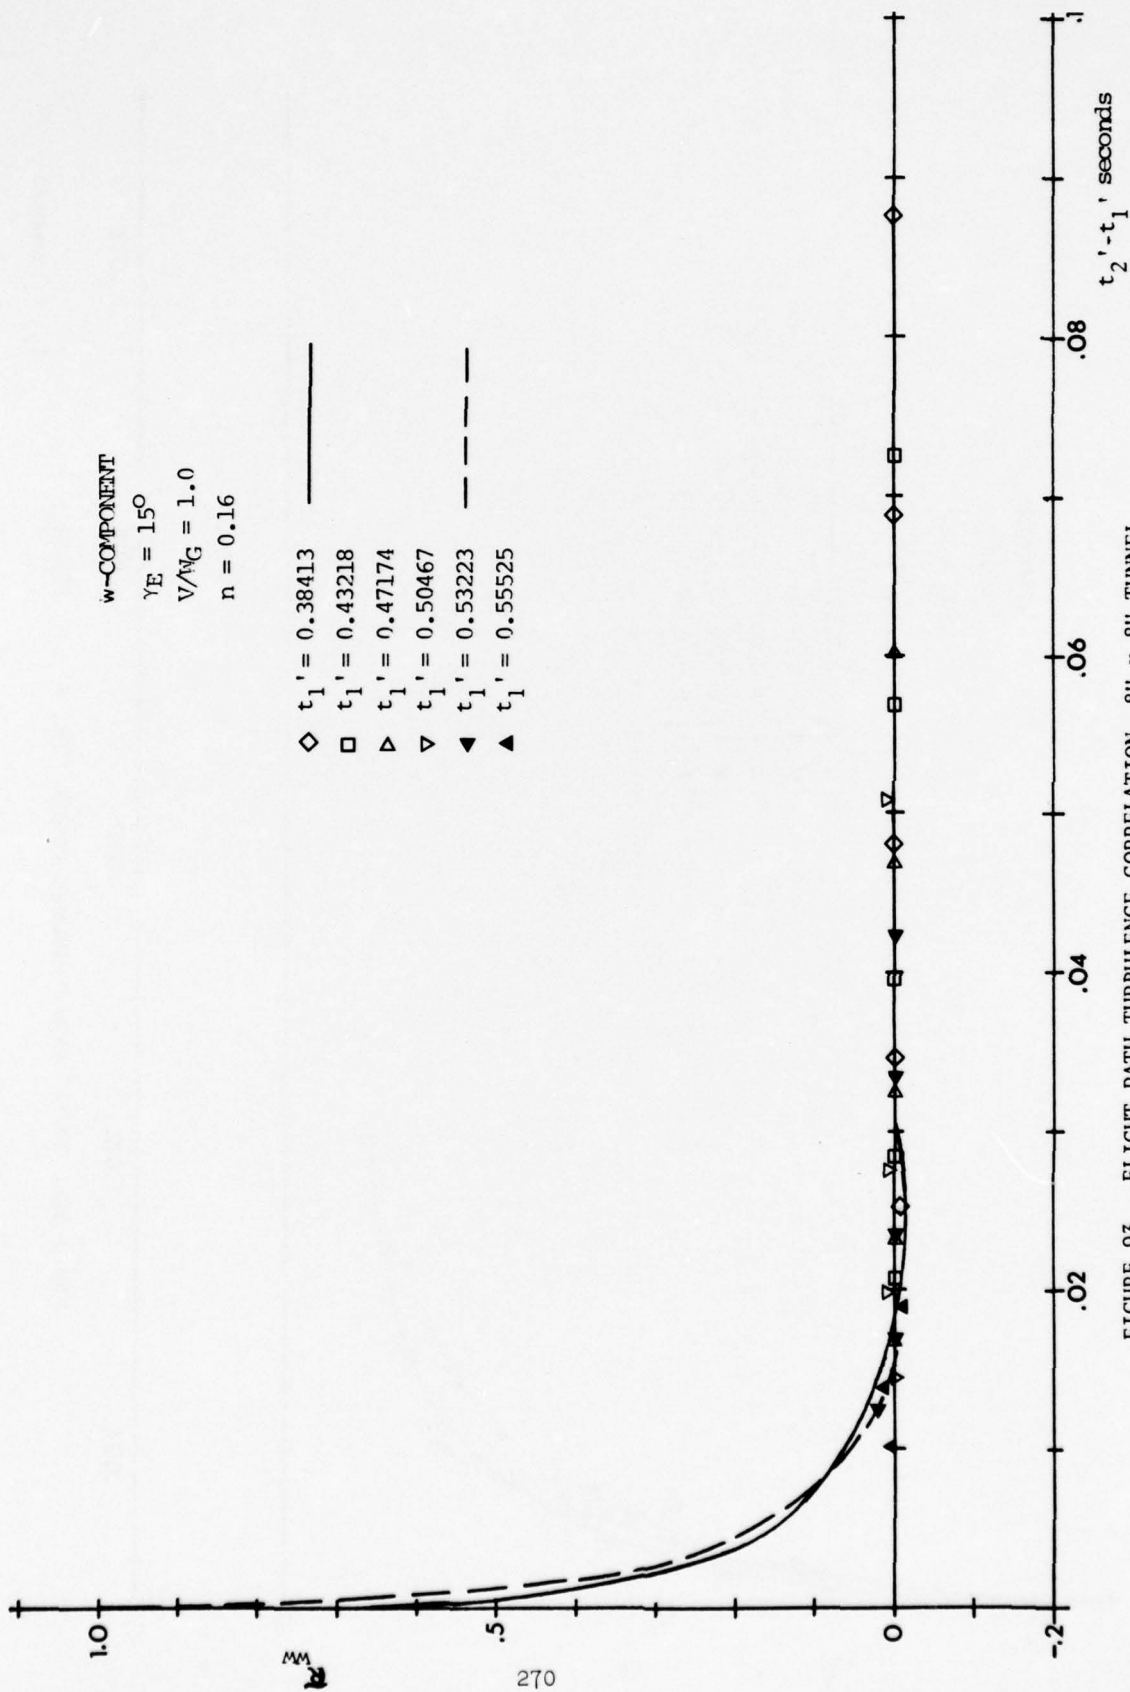 w-COMPONENT
γE = 15°
V/WG = 1.0
n = 0.16
◇ t1' = 0.38413
□ t1' = 0.43218
△ t1' = 0.47174
▽ t1' = 0.50467
▼ t1' = 0.53223
▲ t1' = 0.55525
1.0
.5
0
-.2
Rww
.02
.04
.06
.08
.1
t2'-t1' seconds
270